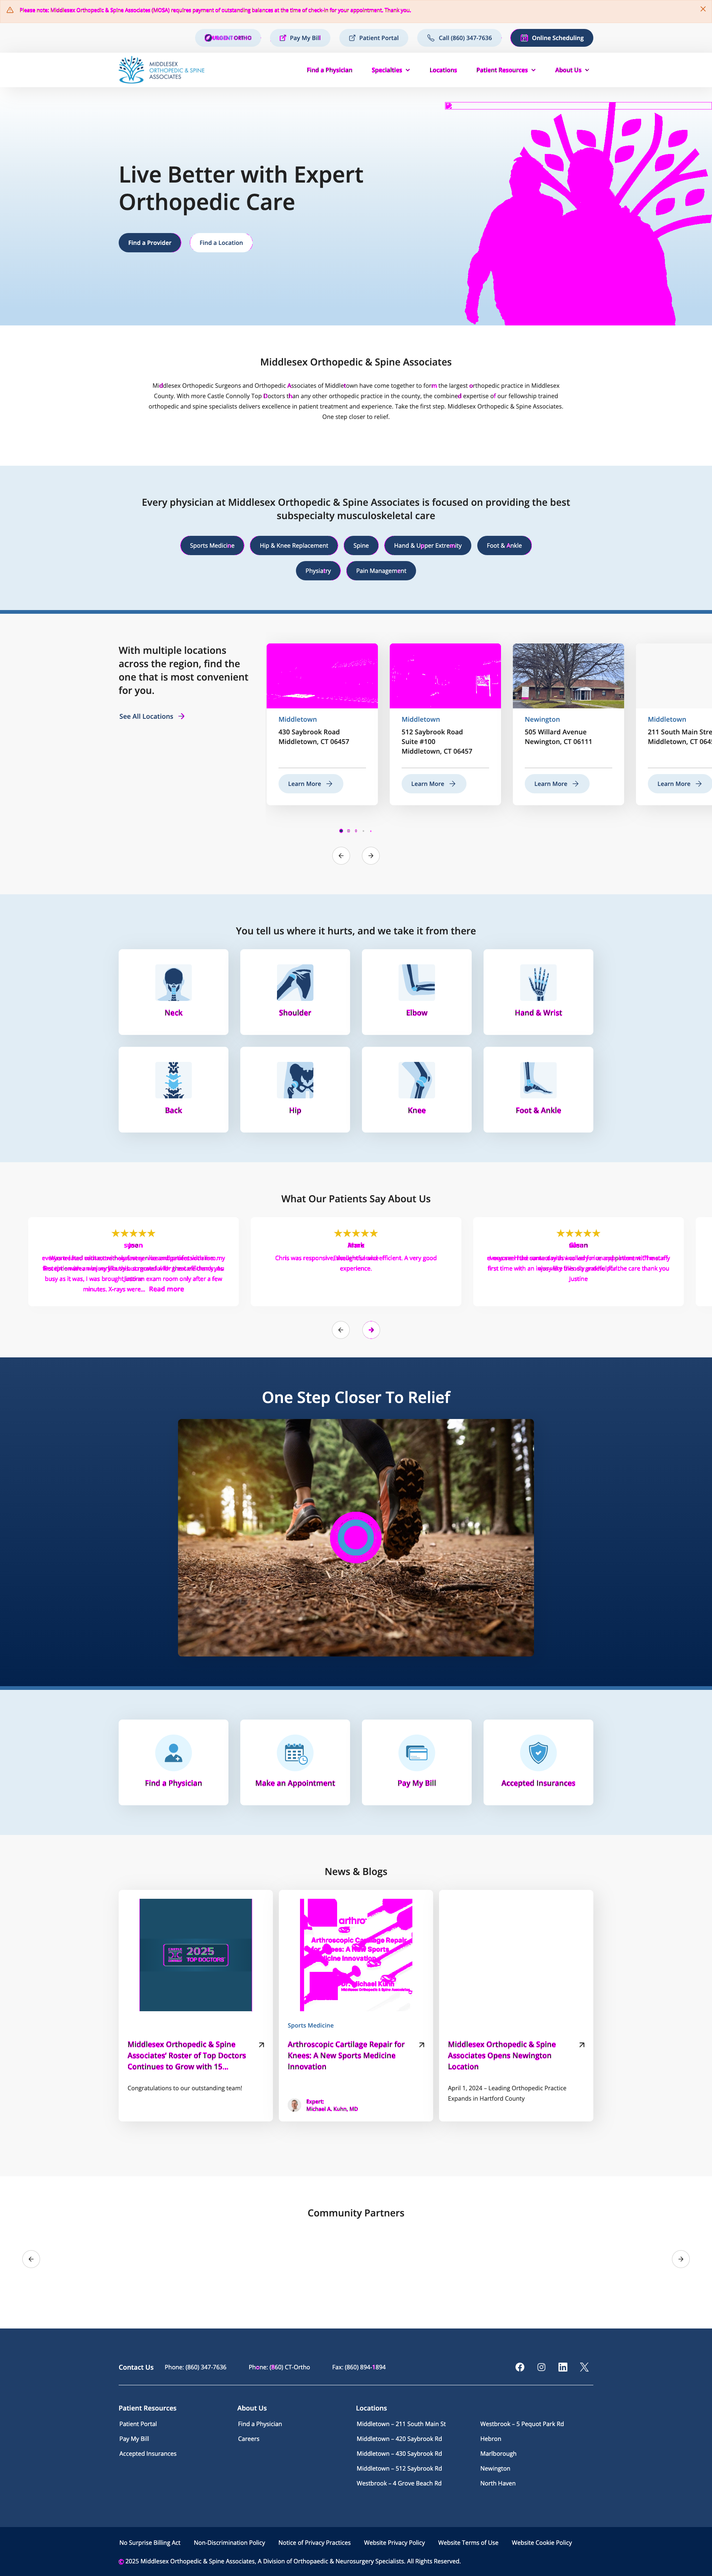 Please note: Middlesex Orthopedic & Spine Associates (MOSA) requires payment of outstanding balances at the time of check-in for your appointment. Thank you.
Pay My Bill
Patient Portal
Call (860) 347-7636
Online Scheduling
MIDDLESEX
ORTHOPEDIC & SPINE
ASSOCIATES
Find a Physician
Specialties
Locations
Patient Resources
About Us
Live Better with Expert
Orthopedic Care
Find a Provider
Find a Location
Middlesex Orthopedic & Spine Associates
Middlesex Orthopedic Surgeons and Orthopedic Associates of Middletown have come together to form the largest orthopedic practice in Middlesex
County. With more Castle Connolly Top Doctors than any other orthopedic practice in the county, the combined expertise of our fellowship trained
orthopedic and spine specialists delivers excellence in patient treatment and experience. Take the first step. Middlesex Orthopedic & Spine Associates.
One step closer to relief.
Every physician at Middlesex Orthopedic & Spine Associates is focused on providing the best
subspecialty musculoskeletal care
Sports Medicine
Hip & Knee Replacement
Spine
Hand & Upper Extremity
Foot & Ankle
Physiatry
Pain Management
With multiple locations
across the region, find the
one that is most convenient
for you.
See All Locations
Middletown
430 Saybrook Road
Middletown, CT 06457
Learn More
Middletown
512 Saybrook Road
Suite #100
Middletown, CT 06457
Learn More
Newington
505 Willard Avenue
Newington, CT 06111
Learn More
Middletown
211 South Main Stre
Middletown, CT 064
Learn More
You tell us where it hurts, and we take it from there
Neck
Shoulder
Elbow
Hand & Wrist
Back
Hip
Knee
Foot & Ankle
What Our Patients Say About Us
busy as it was, i was brought
exam room only after a few
minutes, X-rays were... Read more
Chris was responsive,
efficient. A very good
experience.
the care thank you
Justine
One Step Closer To Relief
Find a Physician
Make an Appointment
Pay My Bill
Accepted Insurances
News & Blogs
2025
TOP DOCTORS
Middlesex Orthopedic & Spine
Associates' Roster of Top Doctors
Continues to Grow with 15...
Congratulations to our outstanding team!
arthro
Arthroscopic Cartilage Repair
for Knees: A New Sports
Medicine Innovation
Dr. Michael Kuhn
Middlesex Orthopedic & Spine Associates
Sports Medicine
Arthroscopic Cartilage Repair for
Knees: A New Sports Medicine
Innovation
Expert:
Michael A. Kuhn, MD
Middlesex Orthopedic & Spine
Associates Opens Newington
Location
April 1, 2024 – Leading Orthopedic Practice
Expands in Hartford County
Community Partners
Contact Us
Phone: (860) 347-7636
Phone: (860) CT-Ortho
Fax: (860) 894-1894
Patient Resources
Patient Portal
Pay My Bill
Accepted Insurances
About Us
Find a Physician
Careers
Locations
Middletown – 211 South Main St
Middletown – 420 Saybrook Rd
Middletown – 430 Saybrook Rd
Middletown – 512 Saybrook Rd
Westbrook – 4 Grove Beach Rd
Westbrook – 5 Pequot Park Rd
Hebron
Marlborough
Newington
North Haven
No Surprise Billing Act
Non-Discrimination Policy
Notice of Privacy Practices
Website Privacy Policy
Website Terms of Use
Website Cookie Policy
© 2025 Middlesex Orthopedic & Spine Associates, A Division of Orthopaedic & Neurosurgery Specialists. All Rights Reserved.